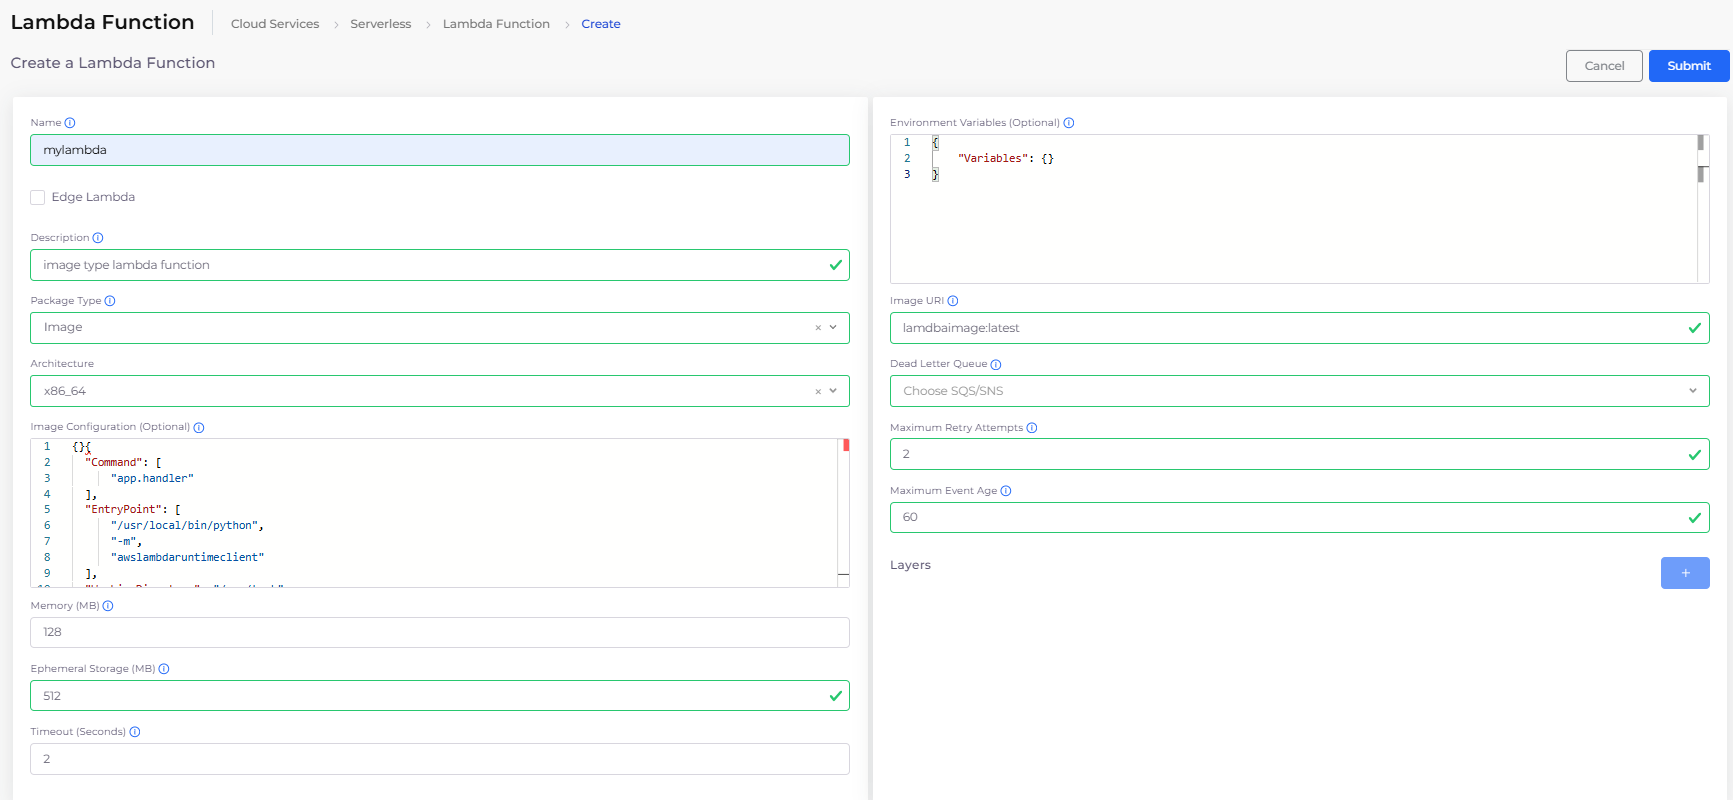 Lambda Function
Cloud Services > Serverless > Lambda Function > Create
Create a Lambda Function
Cancel
Submit
Name
mylambda
Edge Lambda
Description
image type lambda function
Package Type
Image
Architecture
x86_64
Image Configuration (Optional)
1 {}{
2 "Command": [
3 "app.handler"
4 ],
5 "EntryPoint": [
6 "/usr/local/bin/python",
7 "-m",
8 "awslambdaruntimeclient"
9 ],
Memory (MB)
128
Ephemeral Storage (MB)
512
Timeout (Seconds)
2
Environment Variables (Optional)
1 {
2 "Variables": {}
3 }
Image URI
lamdbaimage:latest
Dead Letter Queue
Choose SQS/SNS
Maximum Retry Attempts
2
Maximum Event Age
60
Layers
+